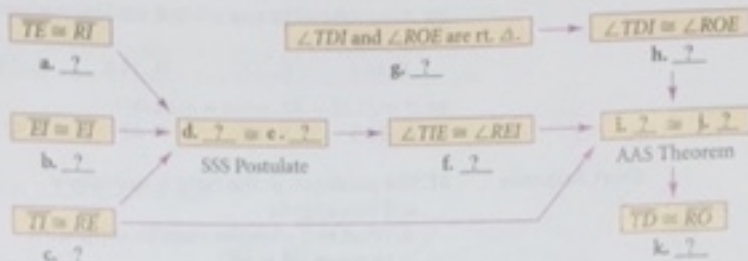 TE ≅ RI
a. ?
EI ≅ EI
b. ?
TI ≅ RE
c. ?
d. ? ≅ e. ?
SSS Postulate
∠TIE ≅ ∠REI
f. ?
∠TDI and ∠ROE are rt. △.
g. ?
∠TDI ≅ ∠ROE
h. ?
i. ? ≅ j. ?
AAS Theorem
TD ≅ RO
k. ?